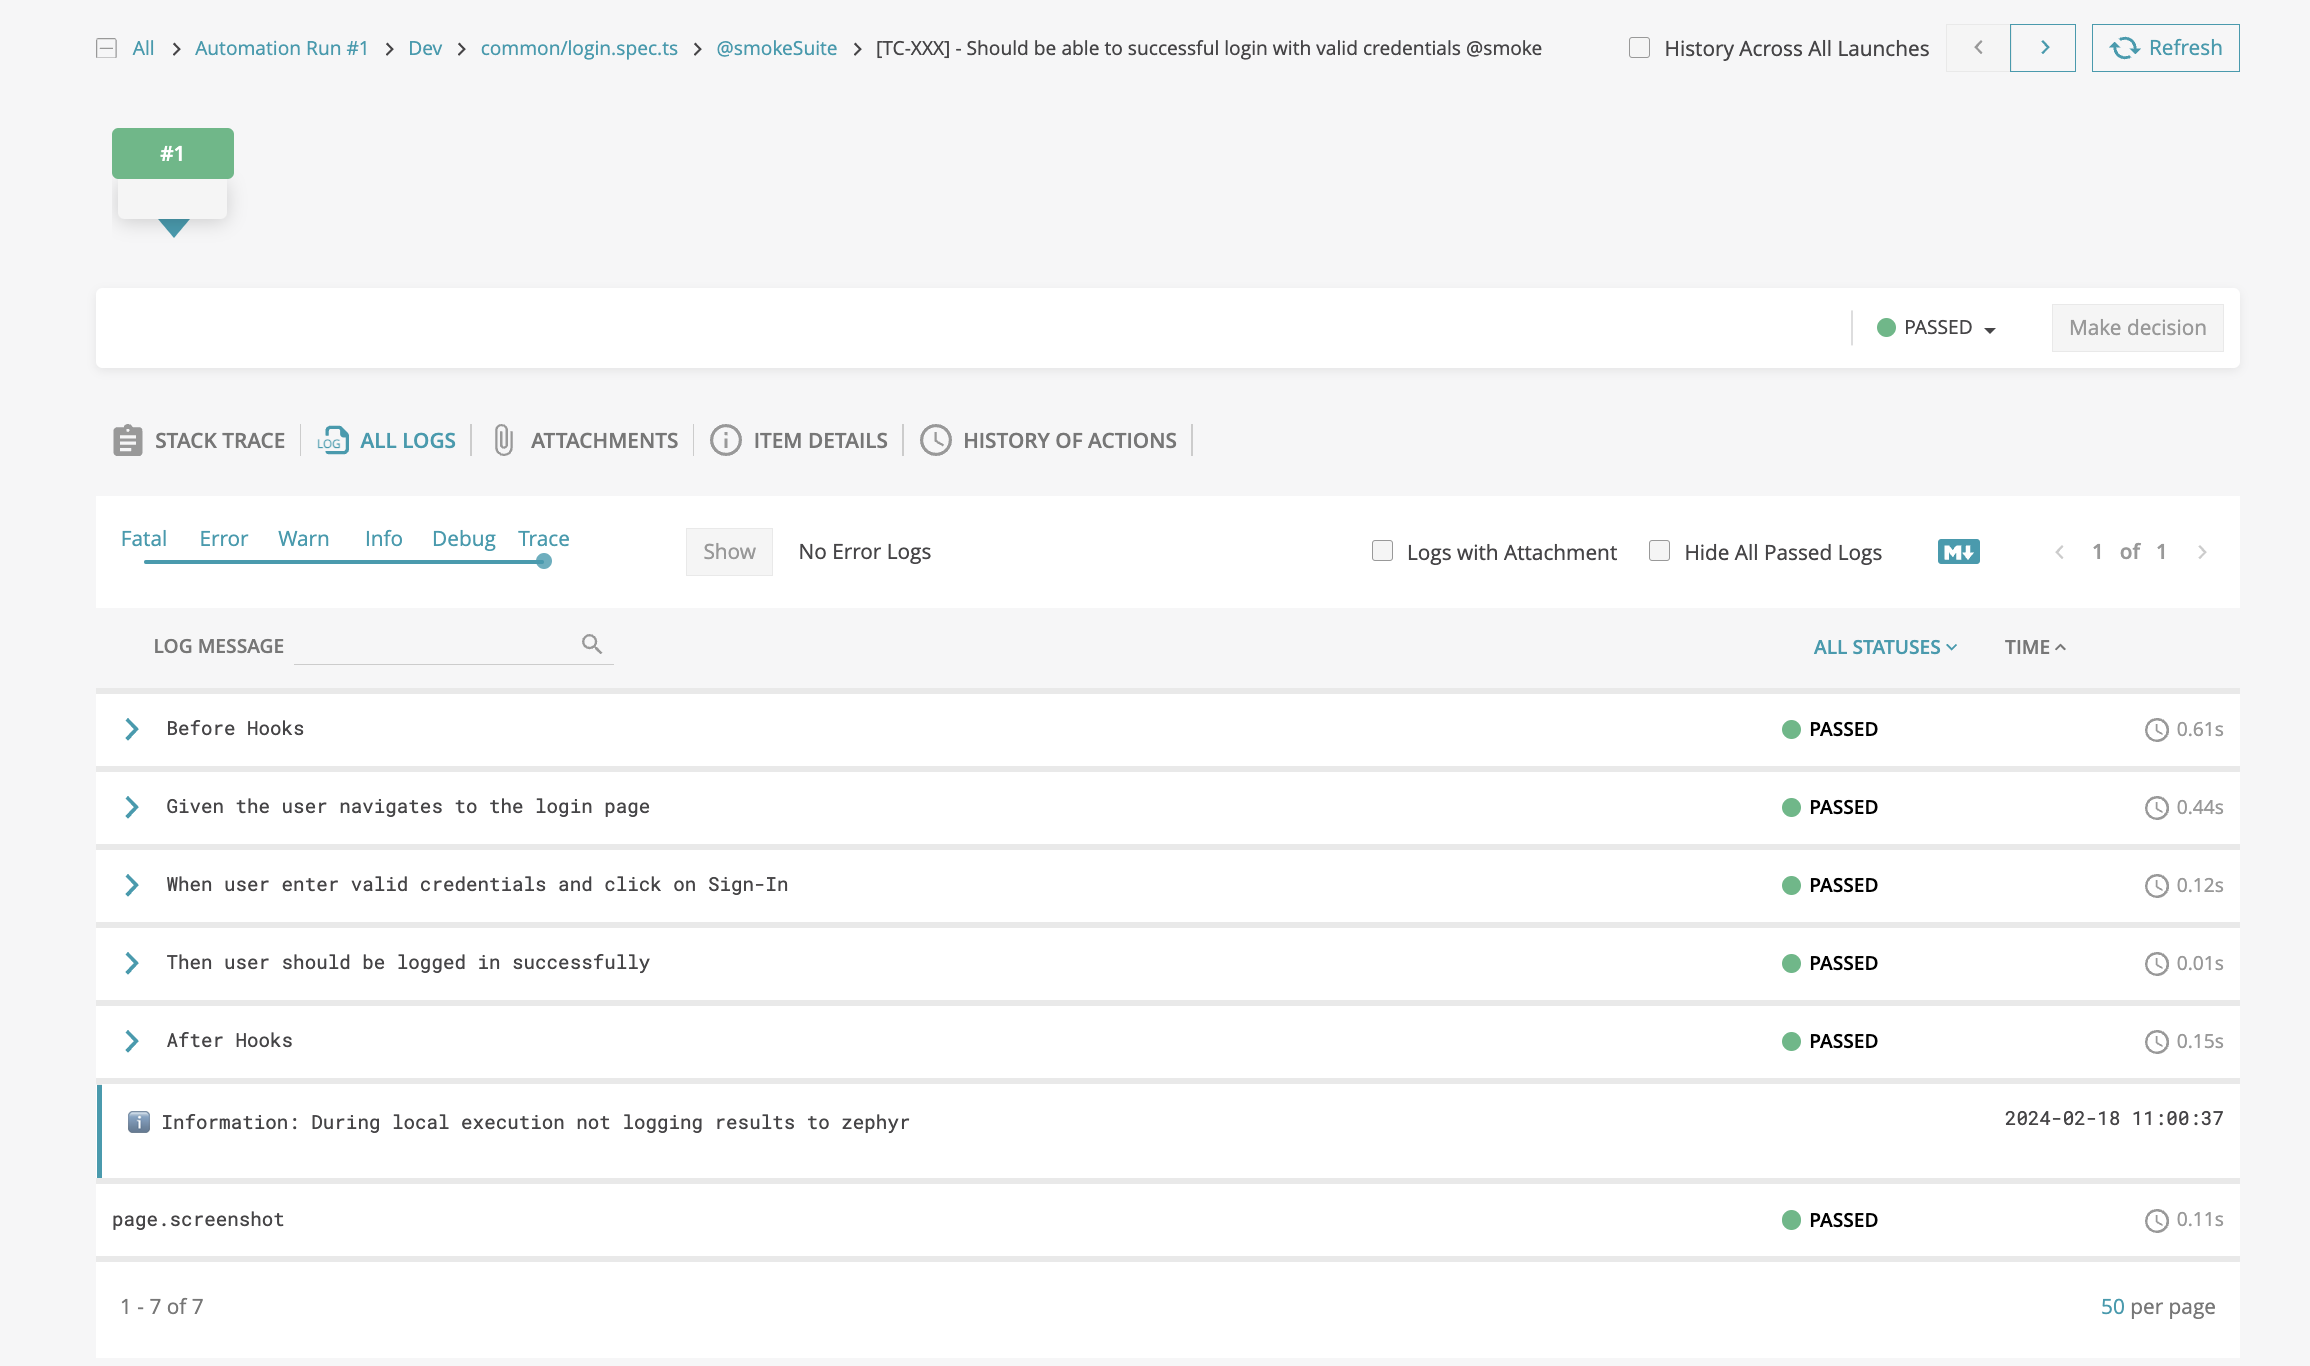 All > Automation Run #1 > Dev > common/login.spec.ts > @smokeSuite > [TC-XXX] - Should be able to successful login with valid credentials @smoke
History Across All Launches
Refresh
#1
PASSED
Make decision
STACK TRACE
LOG ALL LOGS
ATTACHMENTS
ITEM DETAILS
HISTORY OF ACTIONS
Fatal Error Warn Info Debug Trace
Show
No Error Logs
Logs with Attachment
Hide All Passed Logs
M
1 of 1
LOG MESSAGE
ALL STATUSES
TIME
Before Hooks PASSED 0.61s
Given the user navigates to the login page PASSED 0.44s
When user enter valid credentials and click on Sign-In PASSED 0.12s
Then user should be logged in successfully PASSED 0.01s
After Hooks PASSED 0.15s
ℹ️ Information: During local execution not logging results to zephyr 2024-02-18 11:00:37
page.screenshot PASSED 0.11s
1 - 7 of 7
50 per page